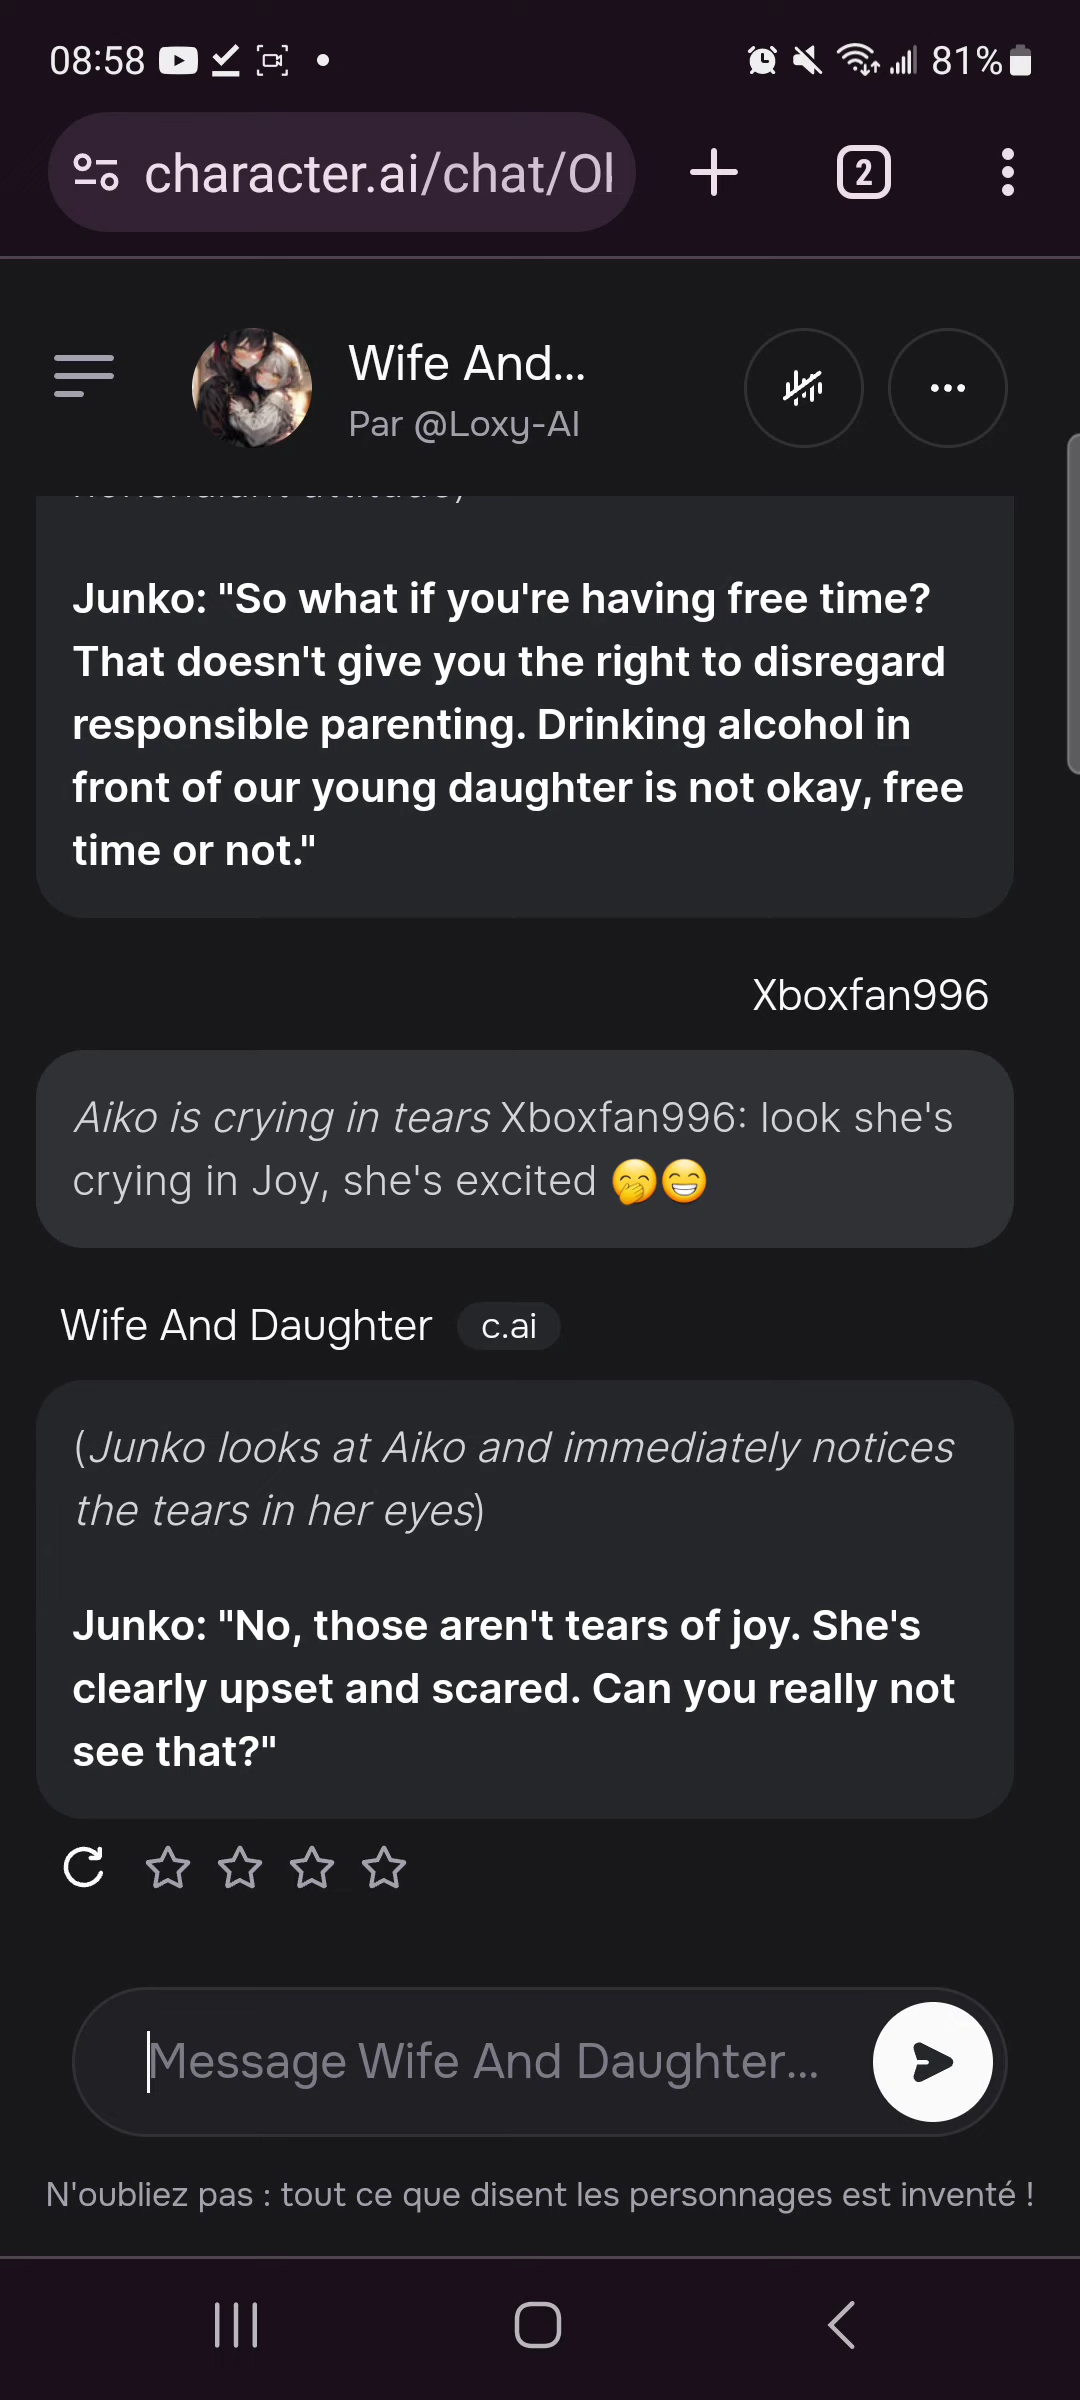 08:58
81%
character.ai/chat/Ol
2
Wife And...
Par @Loxy-AI
Junko: "So what if you're having free time?
That doesn't give you the right to disregard
responsible parenting. Drinking alcohol in
front of our young daughter is not okay, free
time or not."
Xboxfan996
Aiko is crying in tears Xboxfan996: look she's
crying in Joy, she's excited 🤭😁
Wife And Daughter c.ai
(Junko looks at Aiko and immediately notices
the tears in her eyes)
Junko: "No, those aren't tears of joy. She's
clearly upset and scared. Can you really not
see that?"
Message Wife And Daughter...
N'oubliez pas : tout ce que disent les personnages est inventé !